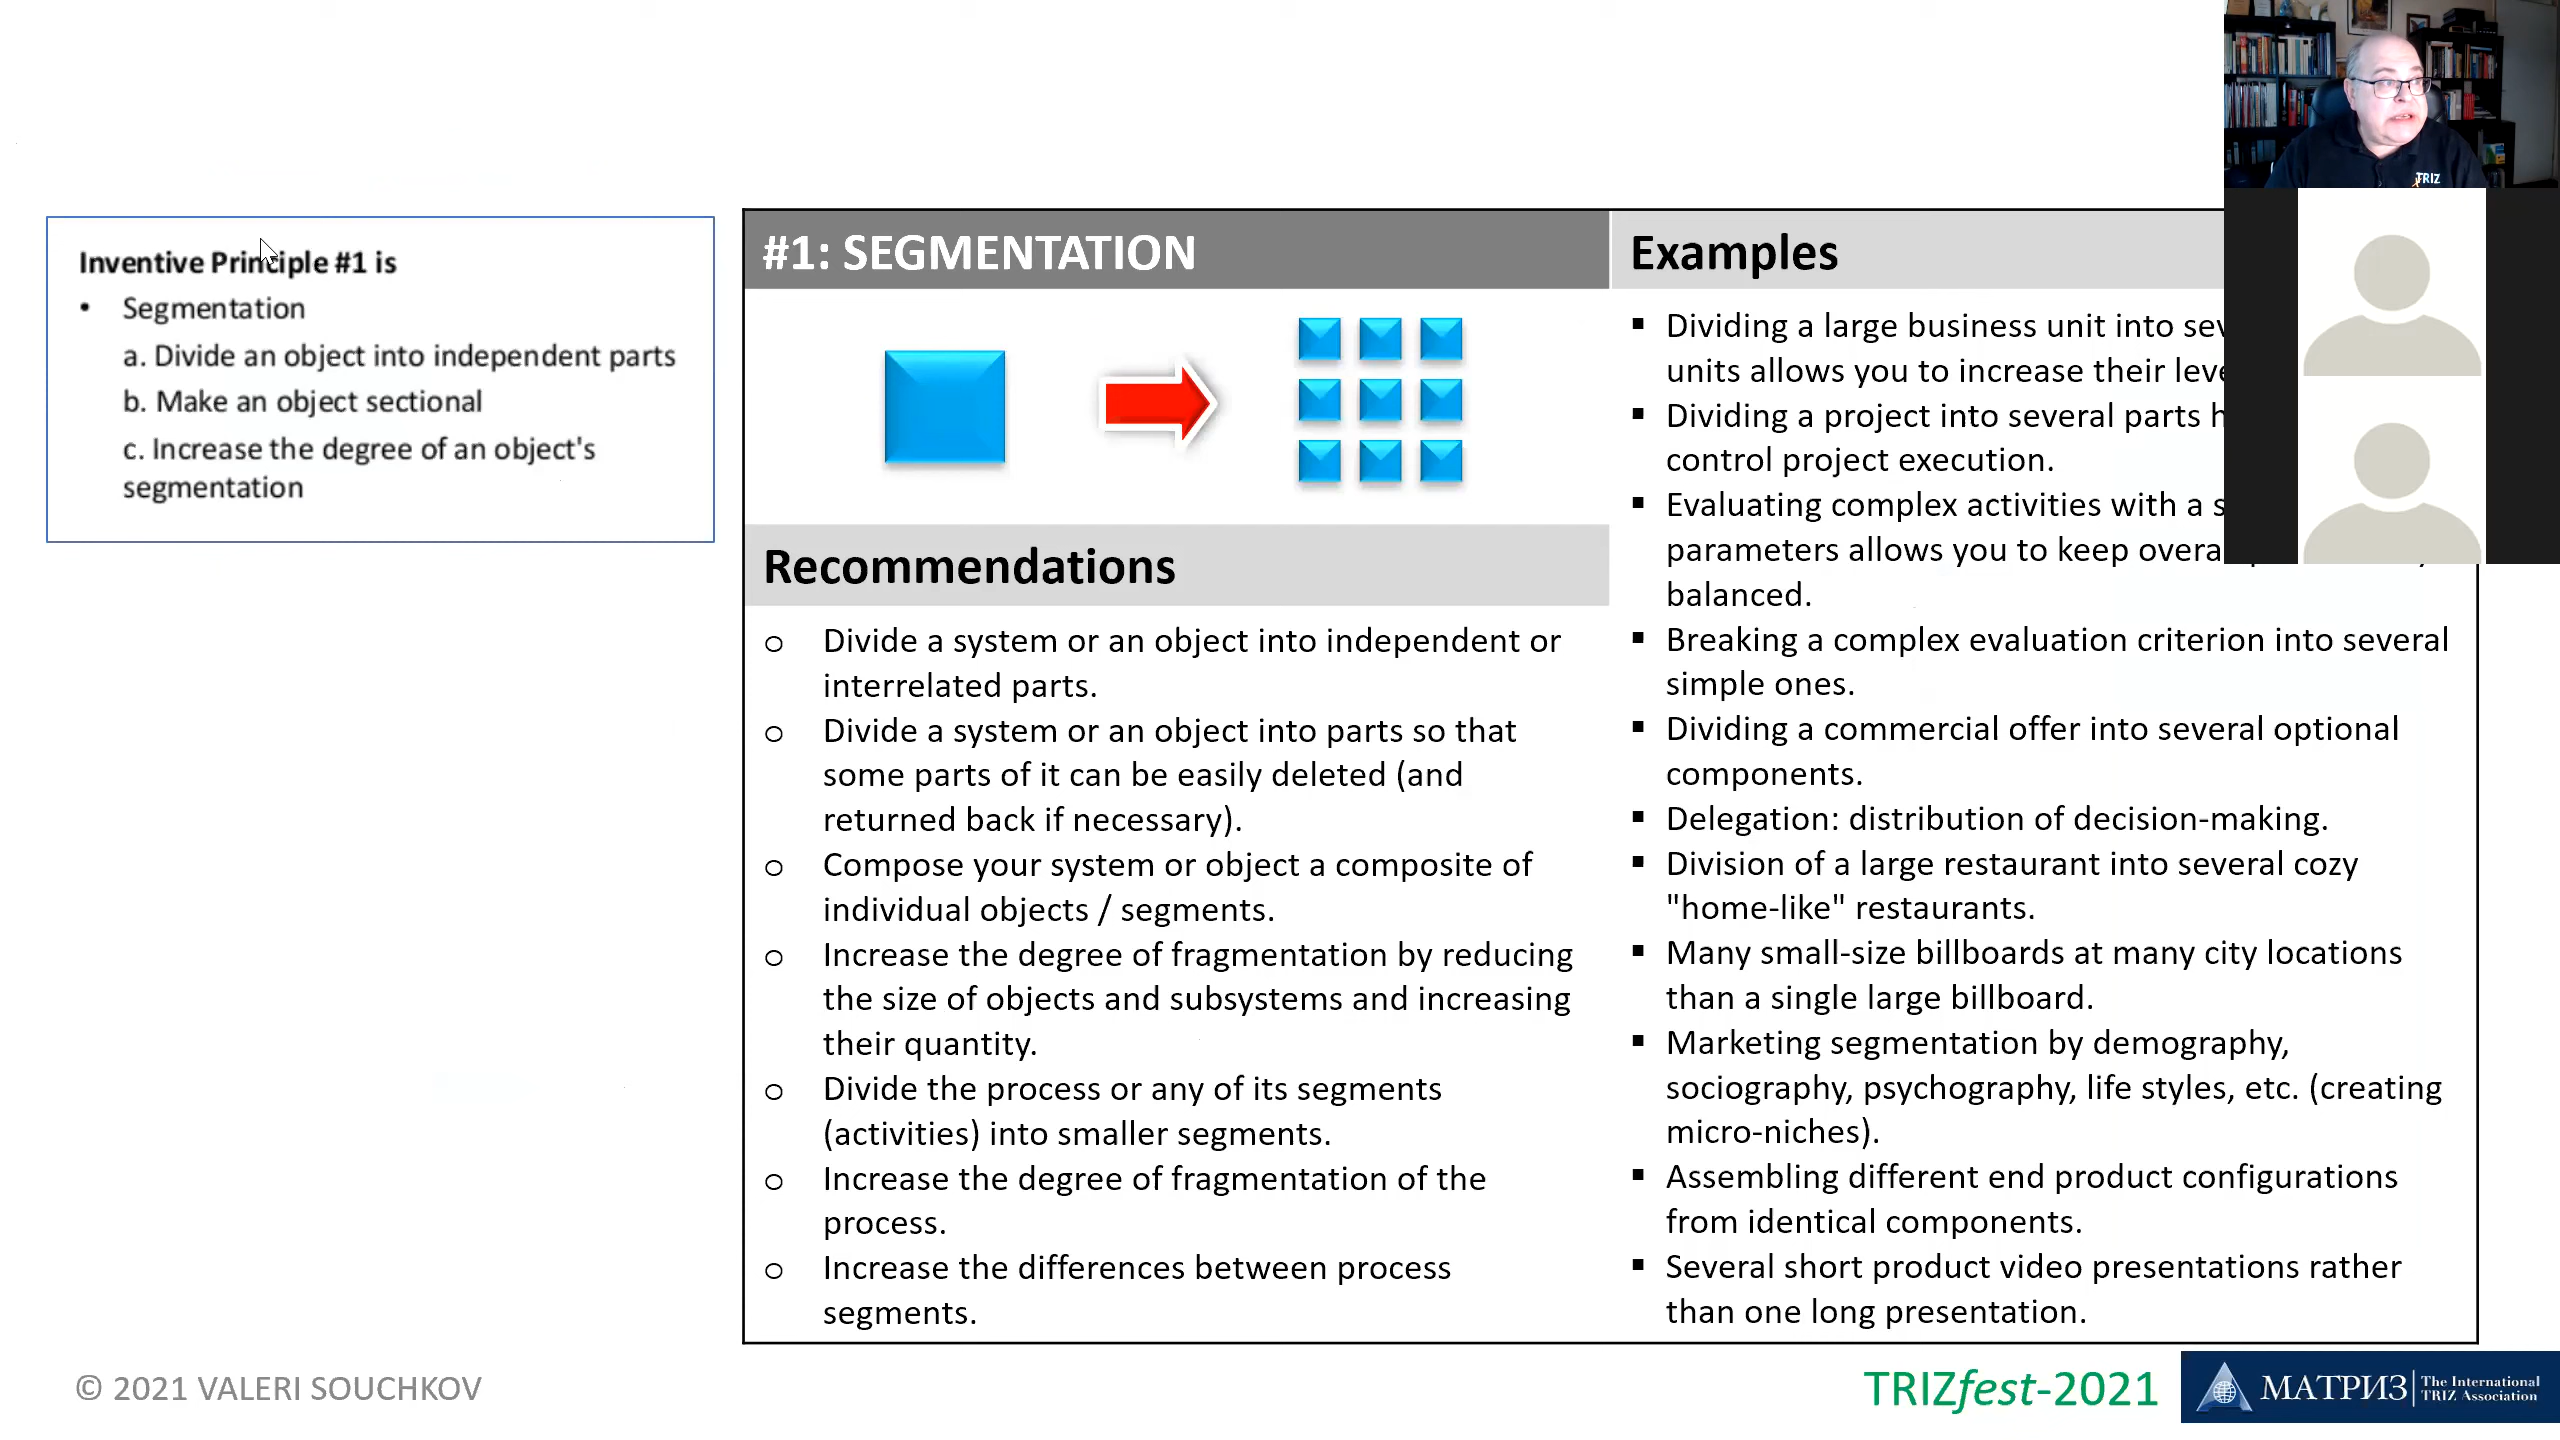 Inventive Principle #1 is
• Segmentation
a. Divide an object into independent parts
b. Make an object sectional
c. Increase the degree of an object's
segmentation
#1: SEGMENTATION
Recommendations
o Divide a system or an object into independent or
interrelated parts.
o Divide a system or an object into parts so that
some parts of it can be easily deleted (and
returned back if necessary).
o Compose your system or object a composite of
individual objects / segments.
o Increase the degree of fragmentation by reducing
the size of objects and subsystems and increasing
their quantity.
o Divide the process or any of its segments
(activities) into smaller segments.
o Increase the degree of fragmentation of the
process.
o Increase the differences between process
segments.
Examples
▪ Dividing a large business unit into
units allows you to increase their
▪ Dividing a project into several parts
control project execution.
▪ Evaluating complex activities with a
parameters allows you to keep
balanced.
▪ Breaking a complex evaluation criterion into several
simple ones.
▪ Dividing a commercial offer into several optional
components.
▪ Delegation: distribution of decision-making.
▪ Division of a large restaurant into several cozy
"home-like" restaurants.
▪ Many small-size billboards at many city locations
than a single large billboard.
▪ Marketing segmentation by demography,
sociography, psychography, life styles, etc. (creating
micro-niches).
▪ Assembling different end product configurations
from identical components.
▪ Several short product video presentations rather
than one long presentation.
TRIZ
© 2021 VALERI SOUCHKOV
TRIZfest-2021
МАТРИЗ
The International
TRIZ Association